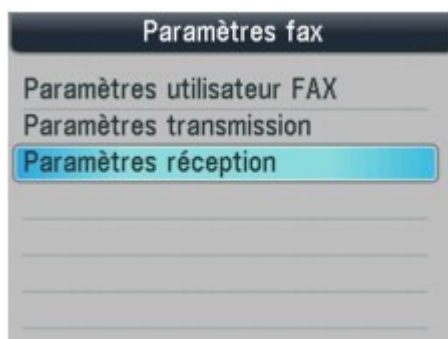 Paramètres fax
Paramètres utilisateur FAX
Paramètres transmission
Paramètres réception